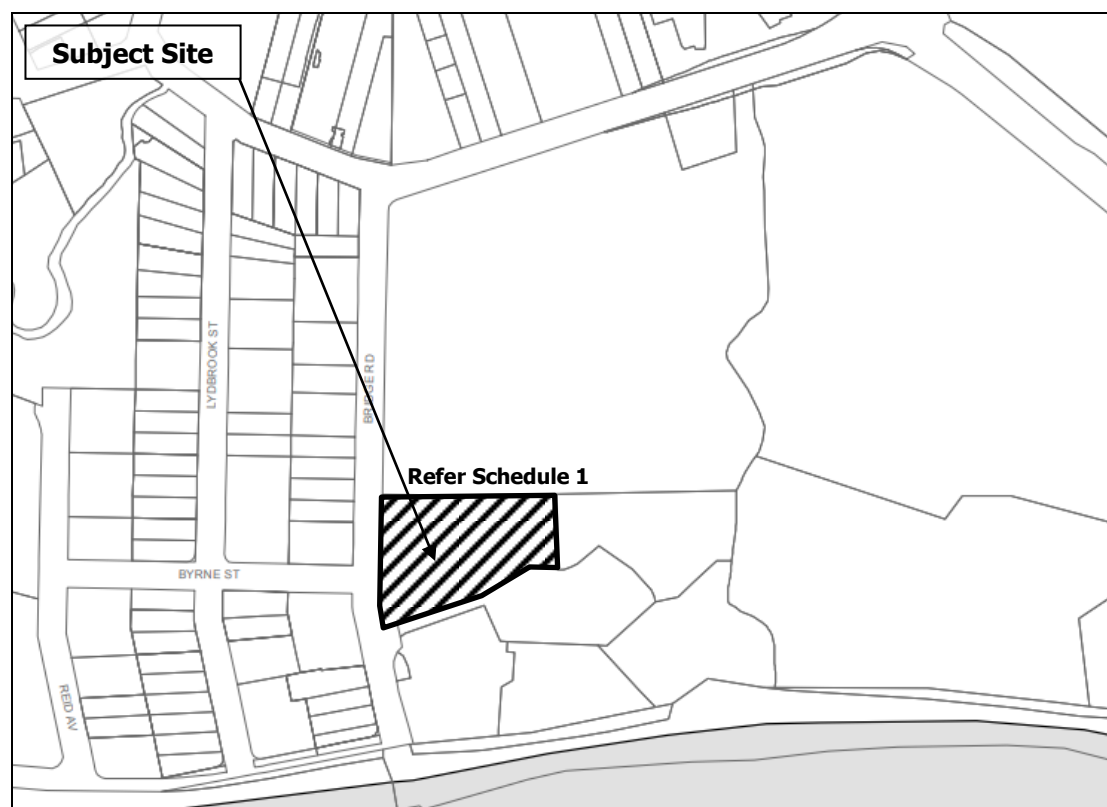 Subject Site
LYDBROOK ST
BRIDGE RD
Refer Schedule 1
BYRNE ST
REID AV